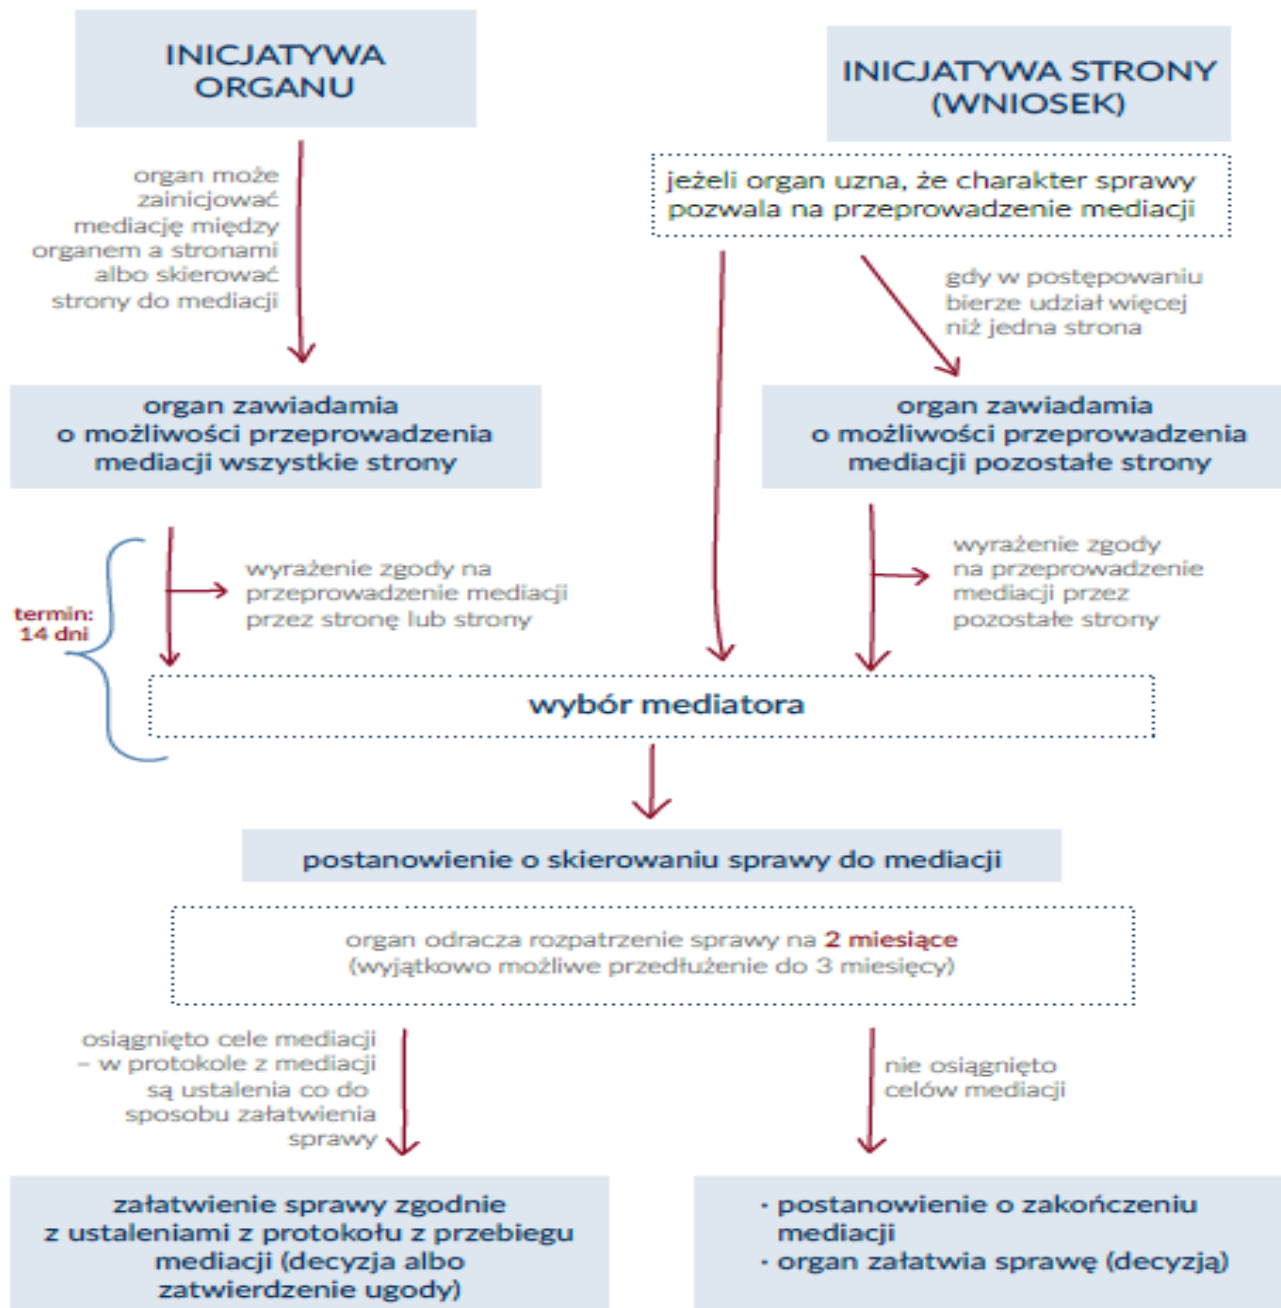 INICJATYWA
ORGANU
INICJATYWA STRONY
(WNIOSEK)
organ może
zainicjować
mediację między
organem a stronami
albo skierować
strony do mediacji
jeżeli organ uzna, że charakter sprawy
pozwala na przeprowadzenie mediacji
gdy w postępowaniu
bierze udział więcej
niż jedna strona
organ zawiadamia
o możliwości przeprowadzenia
mediacji wszystkie strony
organ zawiadamia
o możliwości przeprowadzenia
mediacji pozostałe strony
termin:
14 dni
wyrażenie zgody na
przeprowadzenie mediacji
przez stronę lub strony
wyrażenie zgody
na przeprowadzenie
mediacji przez
pozostałe strony
wybór mediatora
postanowienie o skierowaniu sprawy do mediacji
organ odracza rozpatrzenie sprawy na 2 miesiące
(wyjątkowo możliwe przedłużenie do 3 miesięcy)
osiągnięto cele mediacji
– w protokole z mediacji
są ustalenia co do
sposobu załatwienia
sprawy
nie osiągnięto
celów mediacji
załatwienie sprawy zgodnie
z ustaleniami z protokołu z przebiegu
mediacji (decyzja albo
zatwierdzenie ugody)
· postanowienie o zakończeniu
mediacji
· organ załatwia sprawę (decyzją)